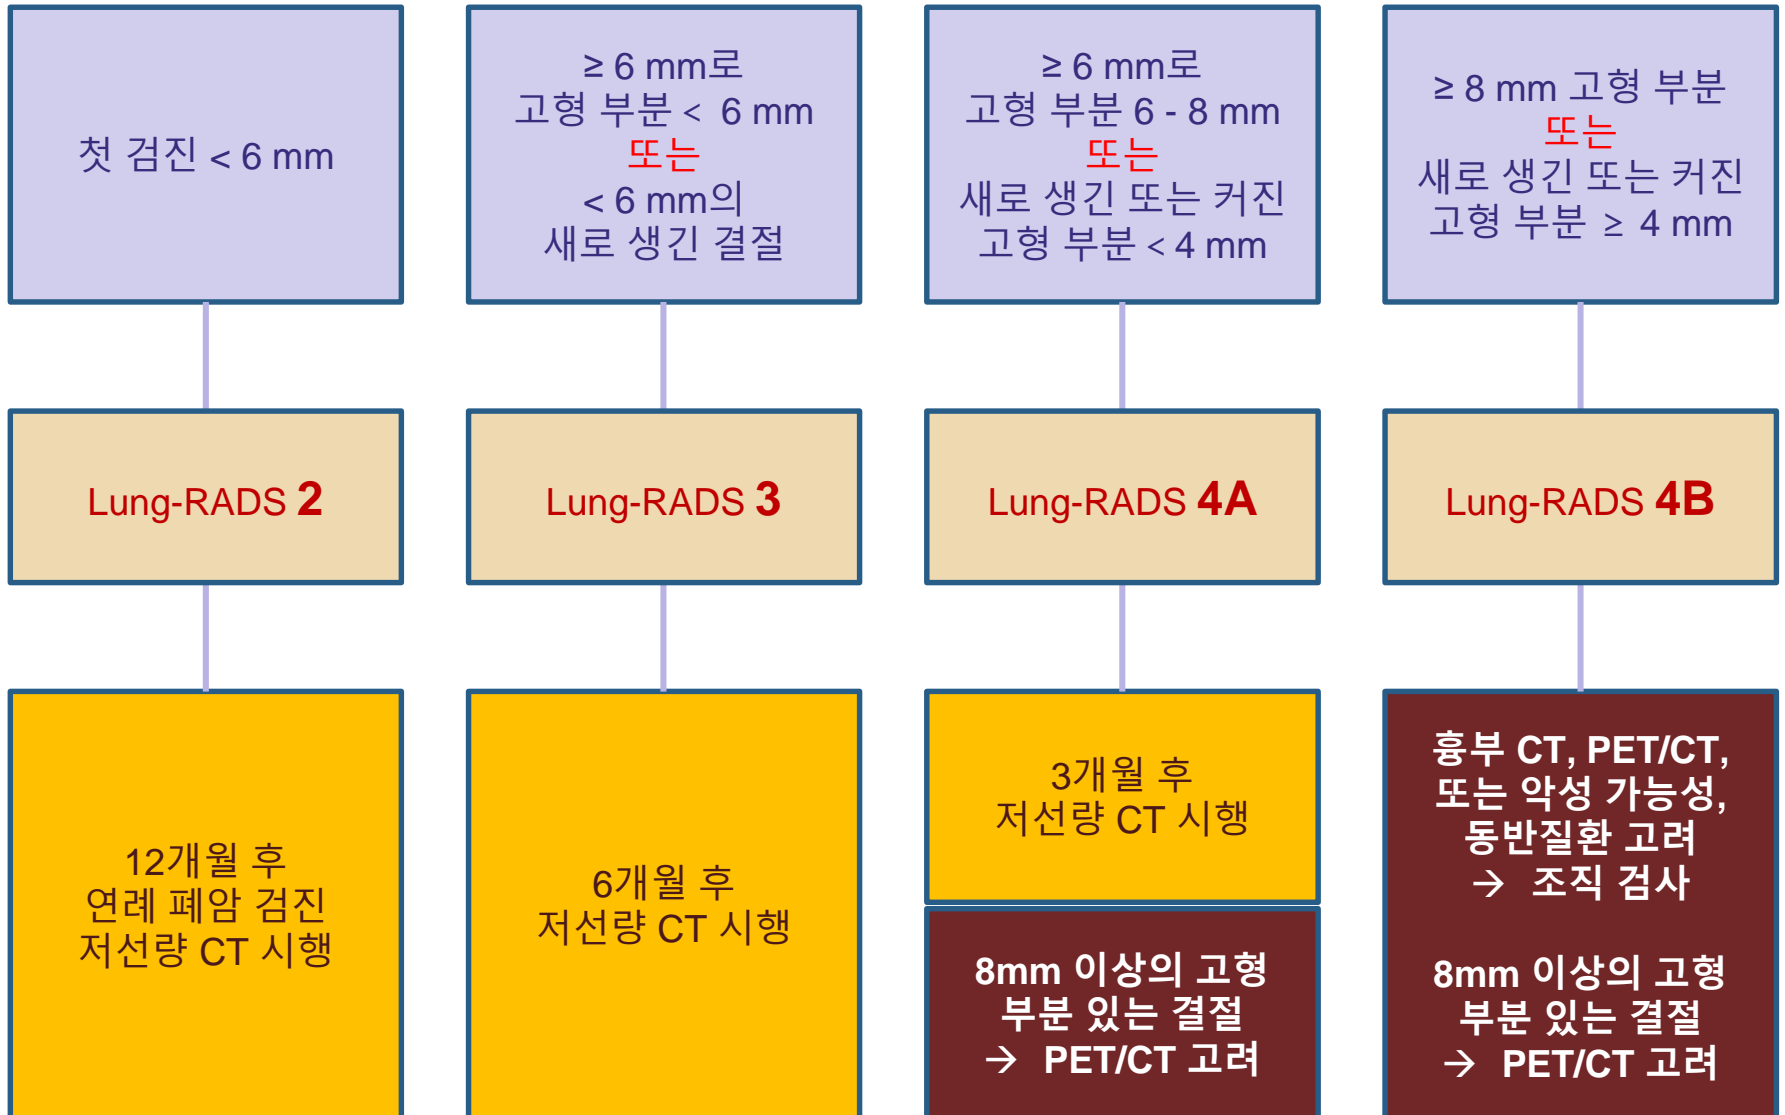 첫 검진 < 6 mm
≥ 6 mm로
고형 부분 < 6 mm
또는
< 6 mm의
새로 생긴 결절
≥ 6 mm로
고형 부분 6 - 8 mm
또는
새로 생긴 또는 커진
고형 부분 < 4 mm
≥ 8 mm 고형 부분
또는
새로 생긴 또는 커진
고형 부분 ≥ 4 mm
Lung-RADS 2
Lung-RADS 3
Lung-RADS 4A
Lung-RADS 4B
12개월 후
연례 폐암 검진
저선량 CT 시행
6개월 후
저선량 CT 시행
3개월 후
저선량 CT 시행
8mm 이상의 고형
부분 있는 결절
→ PET/CT 고려
흉부 CT, PET/CT,
또는 악성 가능성,
동반질환 고려
→ 조직 검사
8mm 이상의 고형
부분 있는 결절
→ PET/CT 고려